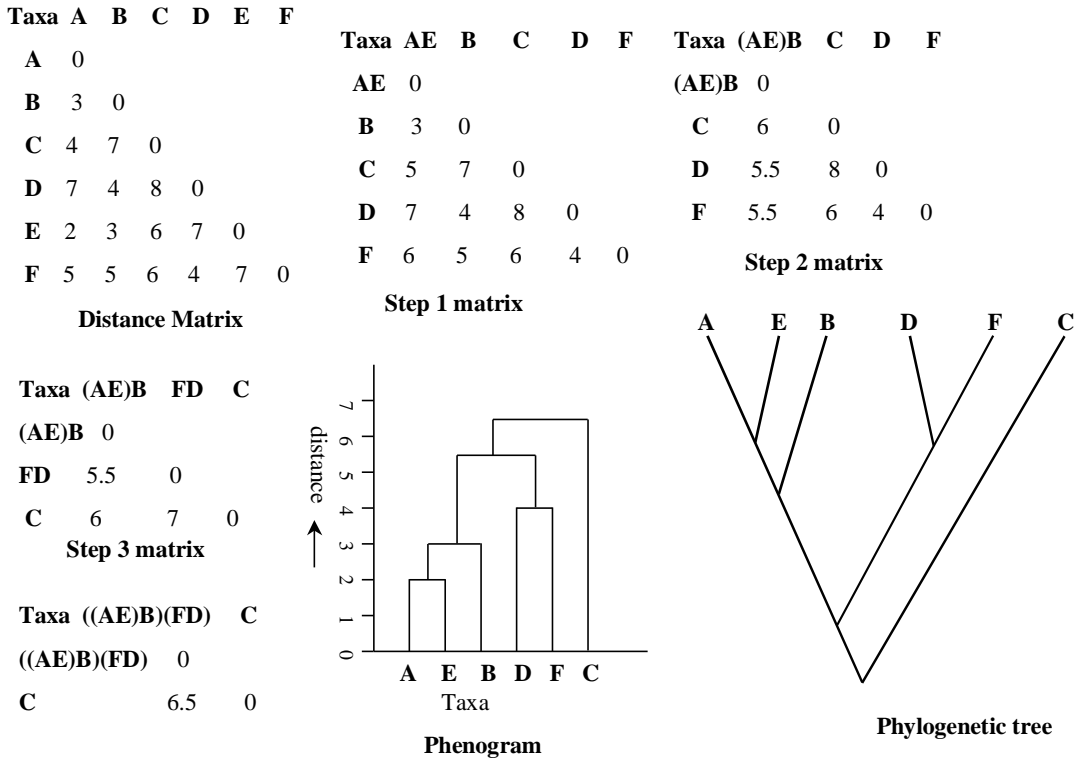 Taxa A B C D E F
A 0
B 3 0
C 4 7 0
D 7 4 8 0
E 2 3 6 7 0
F 5 5 6 4 7 0
Distance Matrix
Taxa AE B C D F
AE 0
B 3 0
C 5 7 0
D 7 4 8 0
F 6 5 6 4 0
Step 1 matrix
Taxa (AE)B C D F
(AE)B 0
C 6 0
D 5.5 8 0
F 5.5 6 4 0
Step 2 matrix
Taxa (AE)B FD C
(AE)B 0
FD 5.5 0
C 6 7 0
Step 3 matrix
Taxa ((AE)B)(FD) C
((AE)B)(FD) 0
C 6.5 0
distance
7
6
5
4
3
2
1
0
A E B D F C
Taxa
Phenogram
A E B D F C
Phylogenetic tree